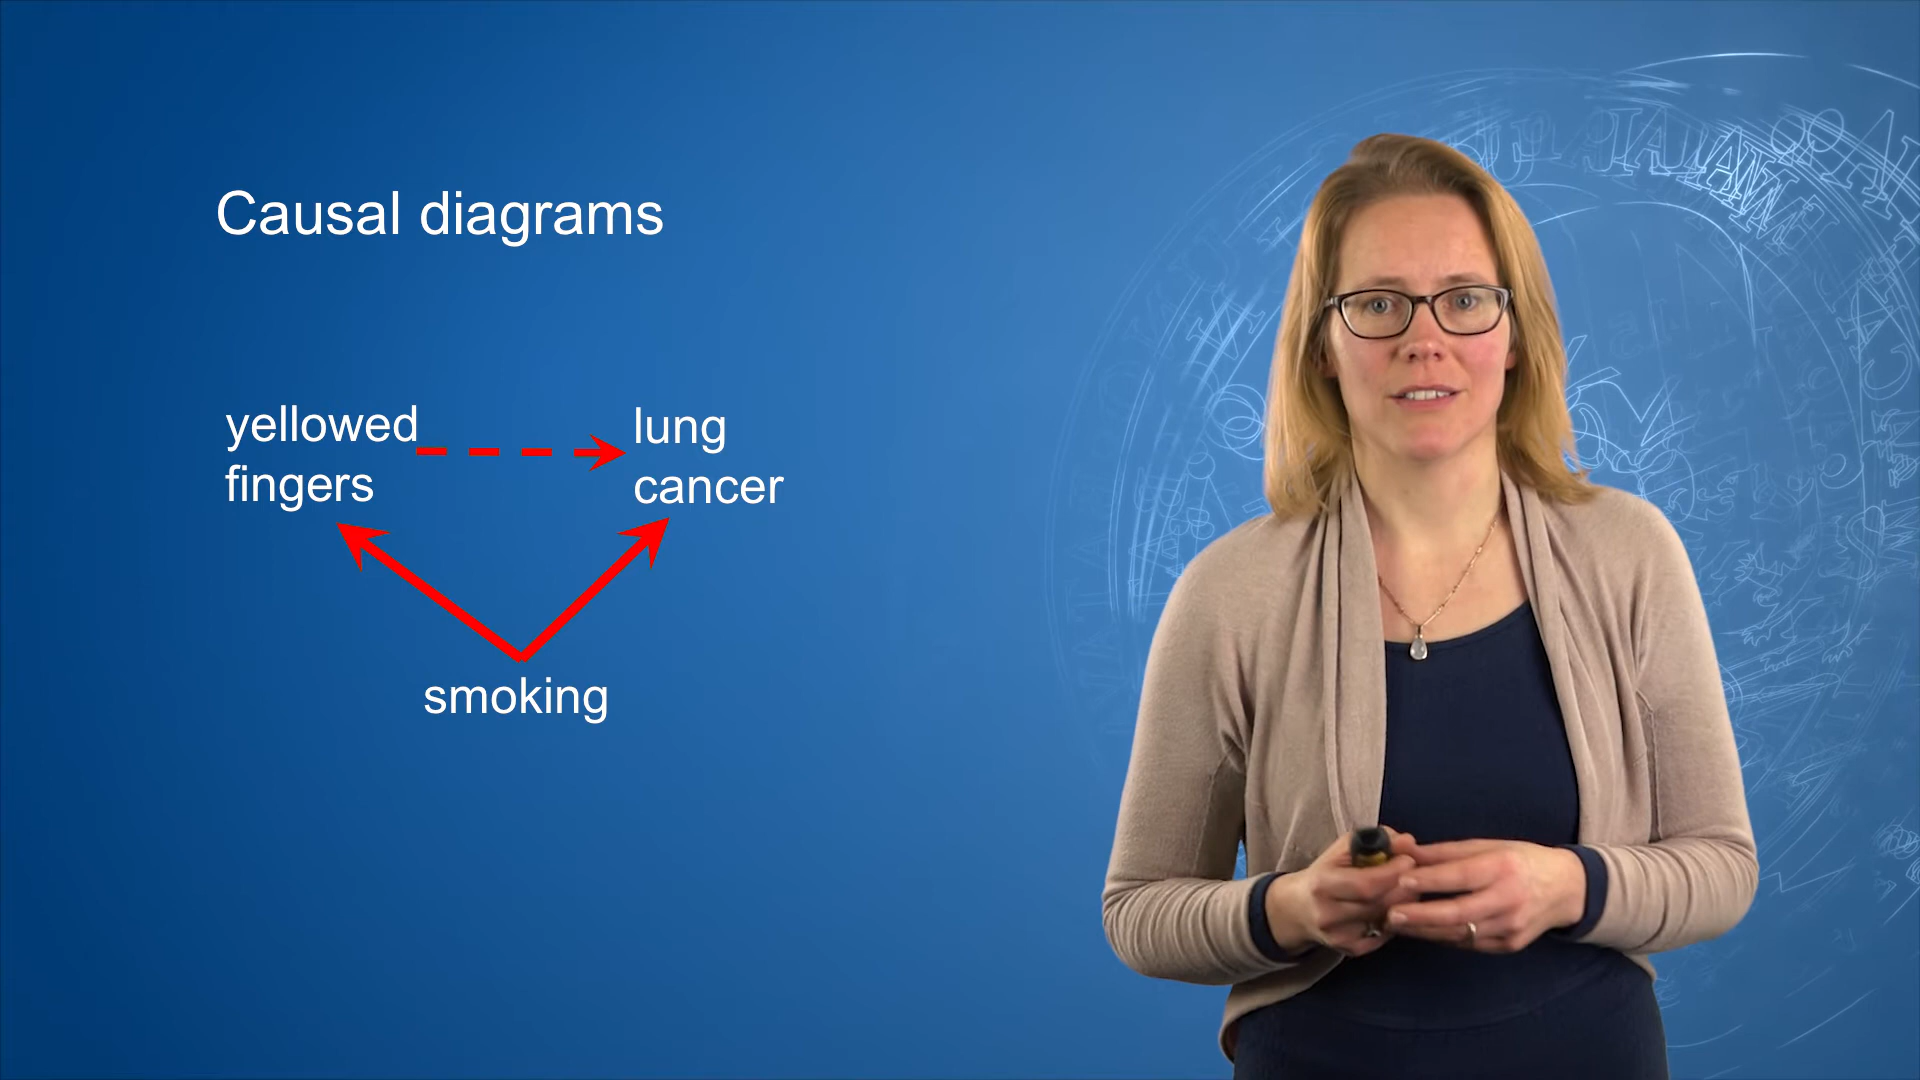 Causal diagrams
yellowed
fingers
lung
cancer
smoking